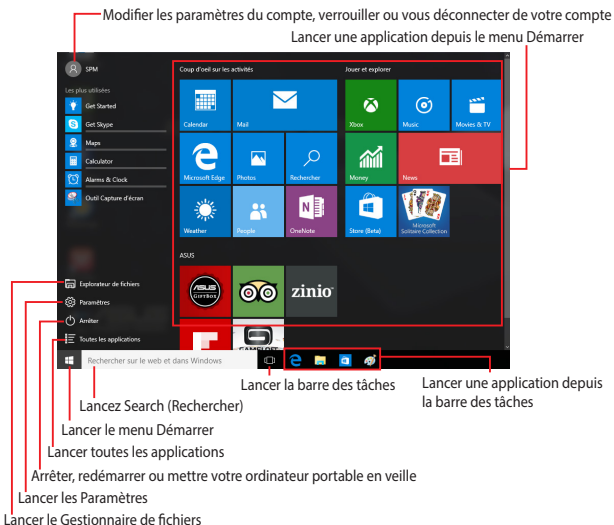 Modifier les paramètres du compte, verrouiller ou vous déconnecter de votre compte
Lancer une application depuis le menu Démarrer
SPM
Les plus utilisées
Get Started
Get Skype
Maps
Calculator
Alarms & Clock
Outil Capture d'écran
Explorateur de fichiers
Paramètres
Arrêter
Toutes les applications
Coup d'oeil sur les activités
Calendar
Mail
Microsoft Edge
Photos
Rechercher
Weather
People
OneNote
Jouer et explorer
Xbox
Music
Movies & TV
Money
News
Store (Beta)
Microsoft
Solitaire Collection
ASUS
ASUS
GIFTBOX
zinio
GAMELOFT
Rechercher sur le web et dans Windows
Lancer la barre des tâches
Lancer une application depuis
la barre des tâches
Lancez Search (Rechercher)
Lancer le menu Démarrer
Lancer toutes les applications
Arrêter, redémarrer ou mettre votre ordinateur portable en veille
Lancer les Paramètres
Lancer le Gestionnaire de fichiers